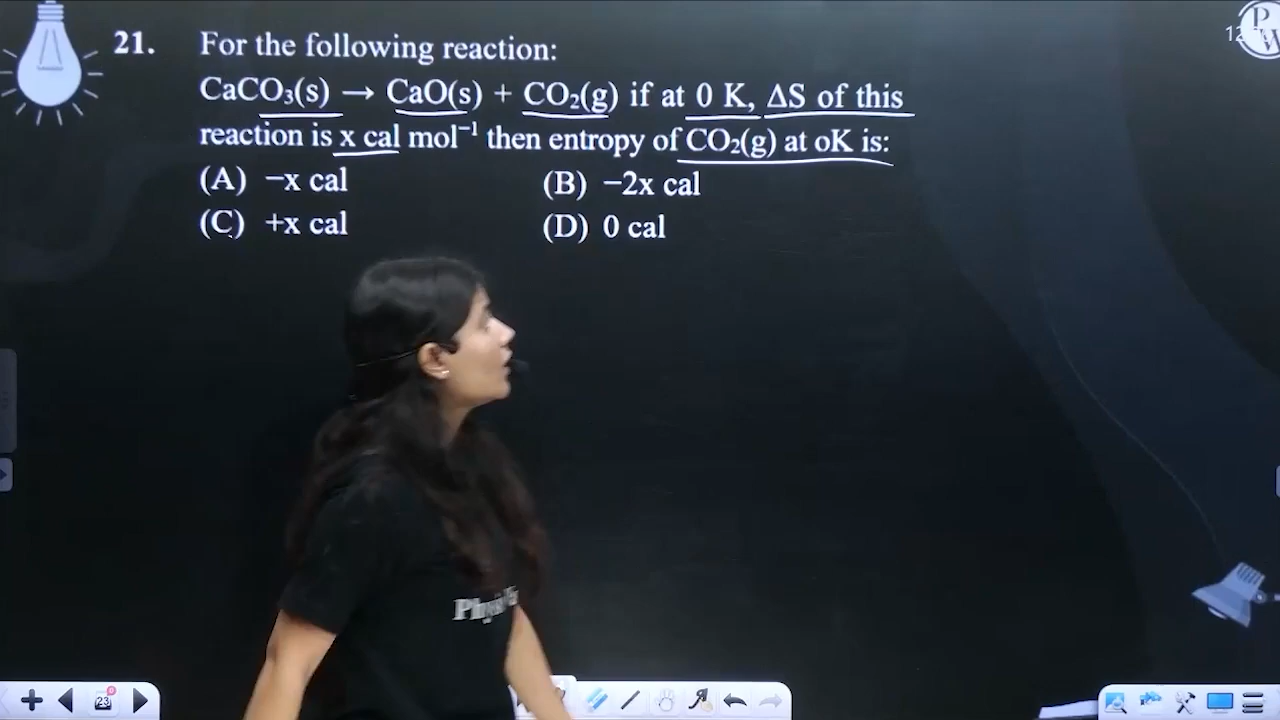 21. For the following reaction:
CaCO₃(s) → CaO(s) + CO₂(g) if at 0 K, ΔS of this
reaction is x cal mol⁻¹ then entropy of CO₂(g) at oK is:
(A) −x cal (B) −2x cal
(C) +x cal (D) 0 cal
P
W
23